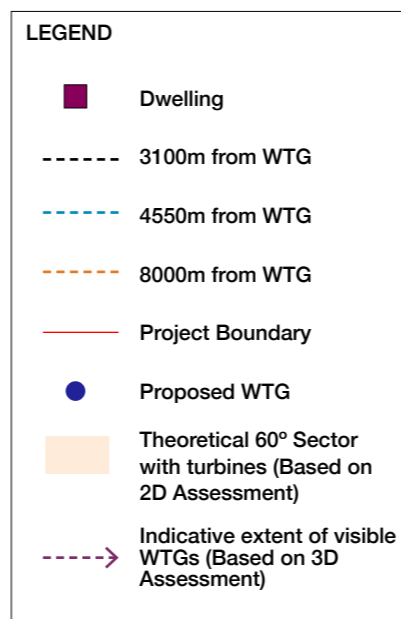 LEGEND
Dwelling
3100m from WTG
4550m from WTG
8000m from WTG
Project Boundary
Proposed WTG
Theoretical 60º Sector
with turbines (Based on
2D Assessment)
Indicative extent of visible
WTGs (Based on 3D
Assessment)